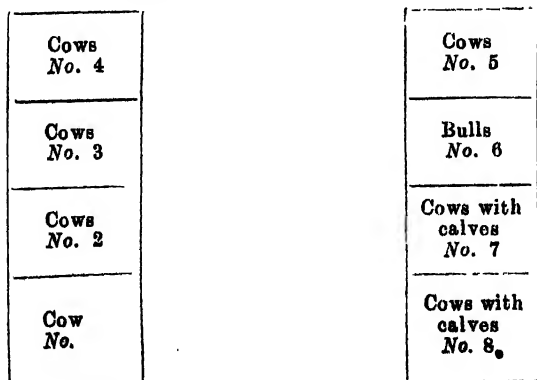 Cows
No. 4
Cows
No. 3
Cows
No. 2
Cow
No.
Cows
No. 5
Bulls
No. 6
Cows with
calves
No. 7
Cows with
calves
No. 8.